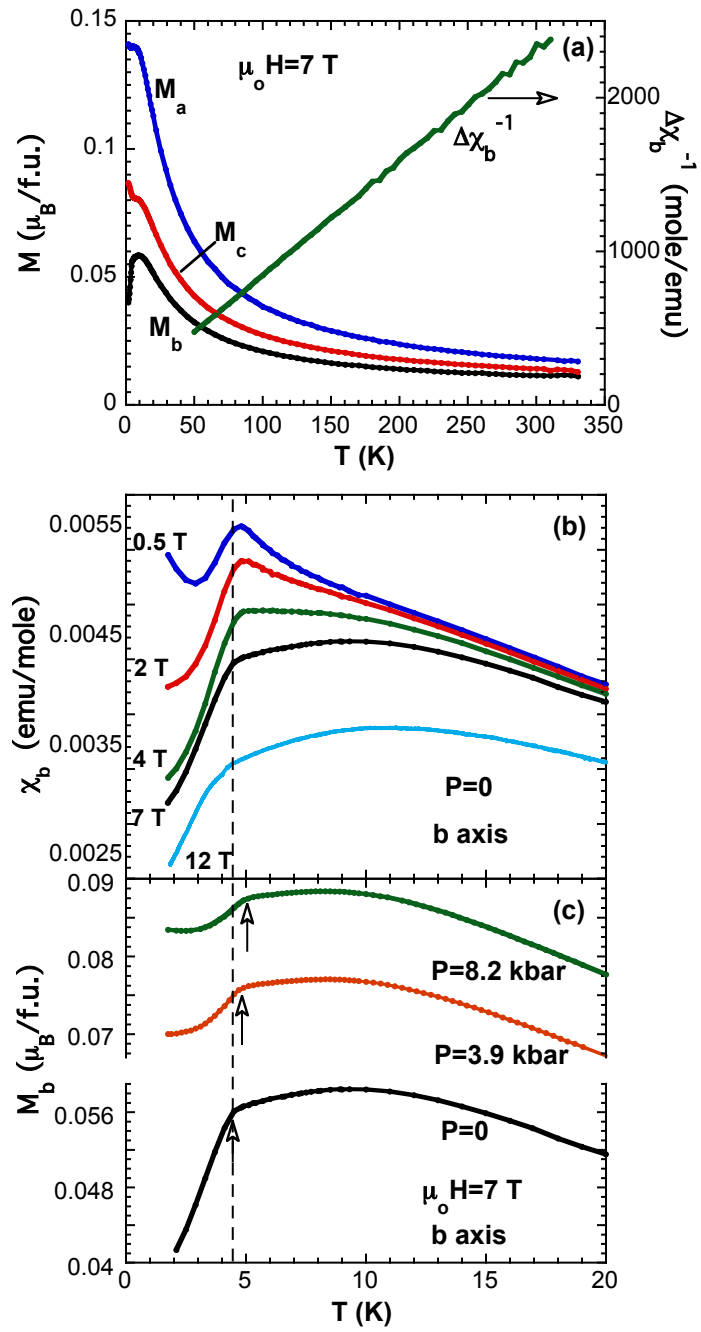 0.15
0.1
0.05
0
M (μB/f.u.)
μoH=7 T
(a)
Ma
Mc
Mb
Δχb-1
2000
1000
0
Δχb-1 (mole/emu)
0 50 100 150 200 250 300 350
T (K)
0.0055
0.0045
0.0035
0.0025
χb (emu/mole)
(b)
0.5 T
2 T
4 T
7 T
12 T
P=0
b axis
0.09
0.08
0.07
0.056
0.048
0.04
Mb (μB/f.u.)
(c)
P=8.2 kbar
P=3.9 kbar
P=0
μoH=7 T
b axis
0 5 10 15 20
T (K)